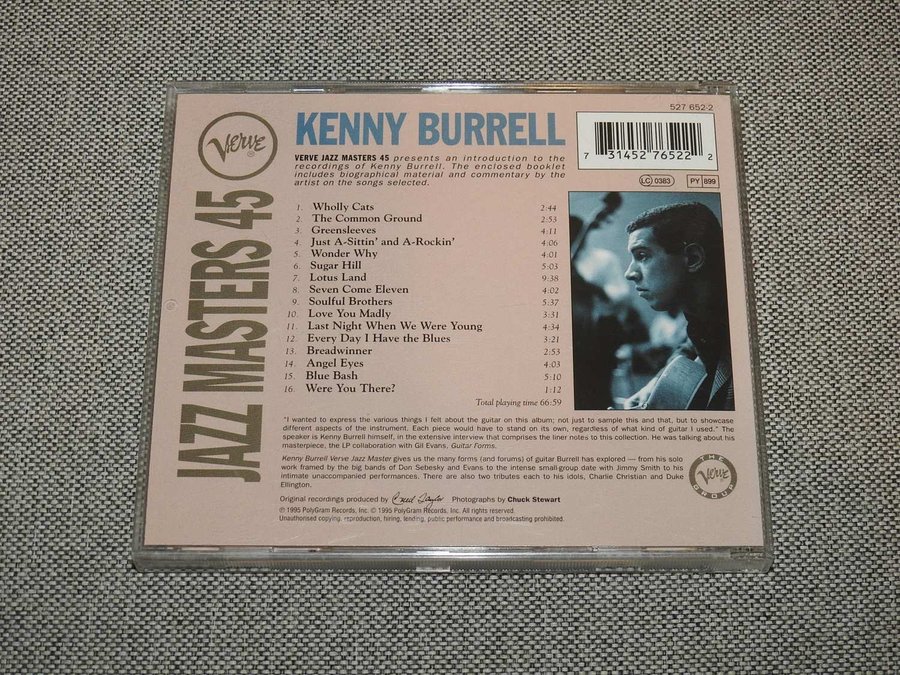 527 652-2
Verve
®
KENNY BURRELL
7 31452 76522 2
VERVE JAZZ MASTERS 45 presents an introduction to the
recordings of Kenny Burrell. The enclosed booklet
includes biographical material and commentary by the
artist on the songs selected.
LC 0383 PY 899
JAZZ MASTERS 45
1. Wholly Cats 2:44
2. The Common Ground 2:53
3. Greensleeves 4:11
4. Just A-Sittin' and A-Rockin' 4:06
5. Wonder Why 4:01
6. Sugar Hill 5:03
7. Lotus Land 9:38
8. Seven Come Eleven 4:02
9. Soulful Brothers 5:37
10. Love You Madly 3:31
11. Last Night When We Were Young 4:34
12. Every Day I Have the Blues 3:21
13. Breadwinner 2:53
14. Angel Eyes 4:03
15. Blue Bash 5:10
16. Were You There? 1:12
Total playing time 66:59
"I wanted to express the various things I felt about the guitar on this album; not just to sample this and that, but to showcase
different aspects of the instrument. Each piece would have to stand on its own, regardless of what kind of guitar I used." The
speaker is Kenny Burrell himself, in the extensive interview that comprises the liner notes to this collection. He was talking about his
masterpiece, the LP collaboration with Gil Evans, Guitar Forms.
Kenny Burrell Verve Jazz Master gives us the many forms (and forums) of guitar Burrell has explored — from his solo
work framed by the big bands of Don Sebesky and Evans to the intense small-group date with Jimmy Smith to his
intimate unaccompanied performances. There are also two tributes each to his idols, Charlie Christian and Duke
Ellington.
THE Verve GROUP
Original recordings produced by Creed Taylor Photographs by Chuck Stewart
℗ 1995 PolyGram Records, Inc. © 1995 PolyGram Records, Inc. All rights reserved.
Unauthorised copying, reproduction, hiring, lending, public performance and broadcasting prohibited.